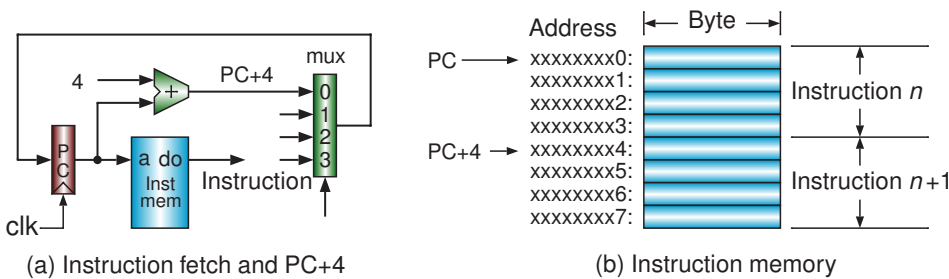 mux
4
+
PC+4
0
1
2
3
PC
a do
Inst
mem
Instruction
clk
(a) Instruction fetch and PC+4
Address
Byte
PC
xxxxxxxx0:
xxxxxxxx1:
xxxxxxxx2:
xxxxxxxx3:
PC+4
xxxxxxxx4:
xxxxxxxx5:
xxxxxxxx6:
xxxxxxxx7:
Instruction n
Instruction n+1
(b) Instruction memory